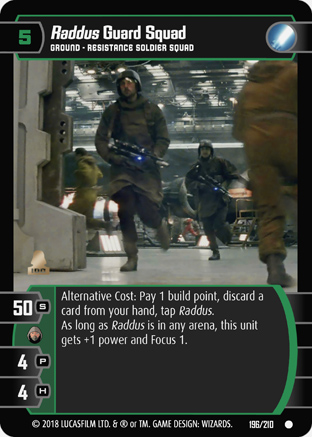 5
Raddus Guard Squad
GROUND - RESISTANCE SOLDIER SQUAD
50 S
Alternative Cost: Pay 1 build point, discard a
card from your hand, tap Raddus.
As long as Raddus is in any arena, this unit
gets +1 power and Focus 1.
4 P
4 H
© 2018 LUCASFILM LTD. & ® or TM. GAME DESIGN: WIZARDS.
196/210